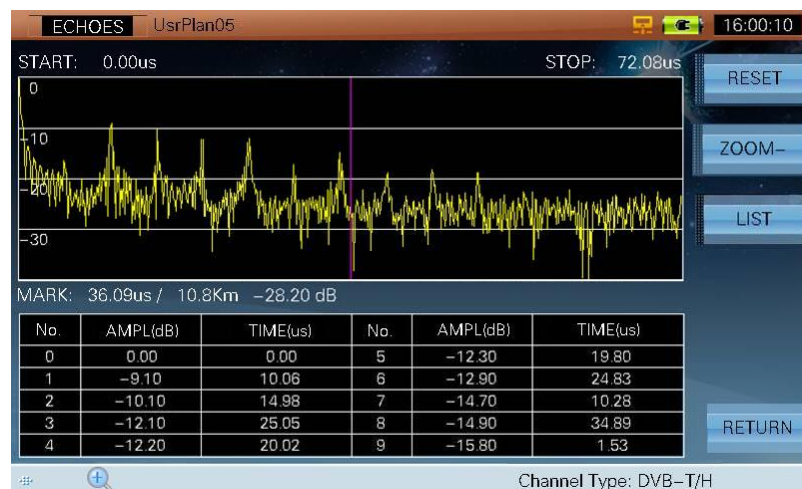 ECHOES UsrPlan05 16:00:10
START: 0.00us STOP: 72.08us
RESET
0
-10
ZOOM-
-20
LIST
-30
MARK: 36.09us / 10.8Km -28.20 dB
No. AMPL(dB) TIME(us) No. AMPL(dB) TIME(us)
0 0.00 0.00 5 -12.30 19.80
1 -9.10 10.06 6 -12.90 24.83
2 -10.10 14.98 7 -14.70 10.28
3 -12.10 25.05 8 -14.90 34.89
4 -12.20 20.02 9 -15.80 1.53
RETURN
Channel Type: DVB-T/H